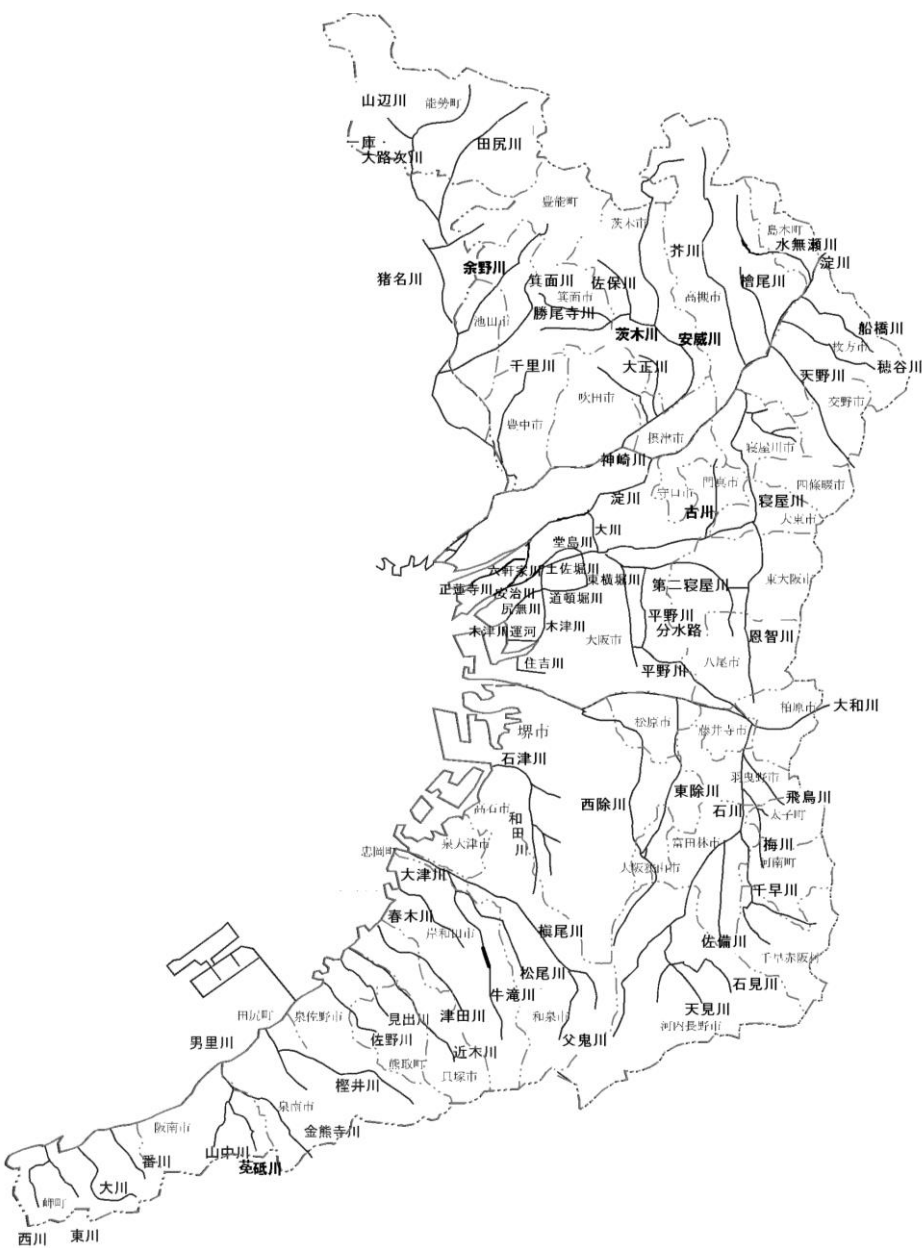 山辺川
能勢町
一庫・
大路次川
田尻川
豊能町
茨木市
島本町
水無瀬川
淀川
芥川
余野川
猪名川
箕面川
佐保川
箕面市
檜尾川
高槻市
勝尾寺川
池田市
茨木川
安威川
船橋川
枚方市
穂谷川
千里川
大正川
天野川
交野市
吹田市
豊中市
摂津市
寝屋川市
神崎川
門真市
四條畷市
淀川
守口市
古川
寝屋川
大東市
大川
堂島川
六軒家川
土佐堀川
東横堀川
第二寝屋川
東大阪市
正蓮寺川
安治川
道頓堀川
尻無川
平野川
分水路
木津川運河
木津川
大阪市
恩智川
住吉川
平野川
八尾市
柏原市
大和川
松原市
藤井寺市
堺市
石津川
羽曳野市
東除川
飛鳥川
西除川
石川
太子町
高石市
和田川
泉大津市
富田林市
梅川
忠岡町
河南町
大津川
大阪狭山市
千早川
春木川
岸和田市
槇尾川
佐備川
千早赤阪村
松尾川
石見川
牛滝川
天見川
田尻町
泉佐野市
見出川
津田川
和泉市
河内長野市
男里川
佐野川
近木川
父鬼川
熊取町
貝塚市
樫井川
泉南市
阪南市
金熊寺川
山中川
菟砥川
番川
大川
岬町
西川
東川